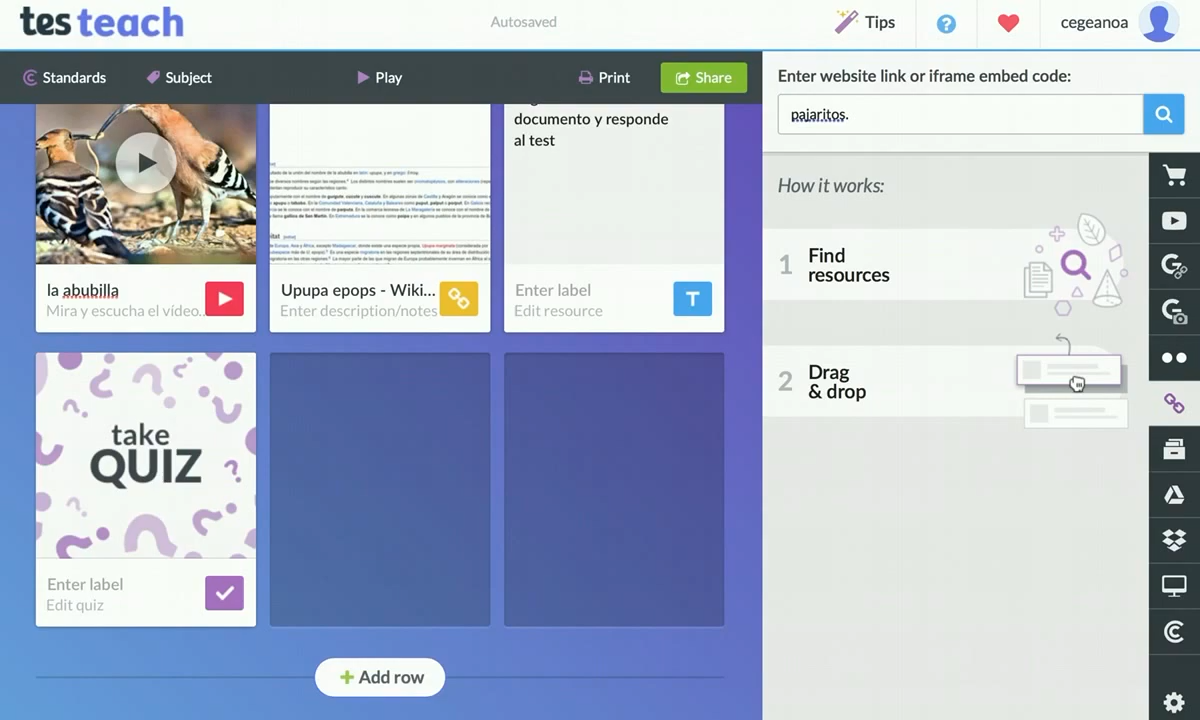 tes teach
Autosaved
Tips
?
cegeanoa
Standards
Subject
Play
Print
Share
Enter website link or iframe embed code:
pajaritos.
documento y responde
al test
How it works:
1 Find
resources
2 Drag
& drop
la abubilla
Mira y escucha el vídeo..
Upupa epops - Wiki...
Enter description/notes
Enter label
Edit resource
T
take
QUIZ
Enter label
Edit quiz
+ Add row